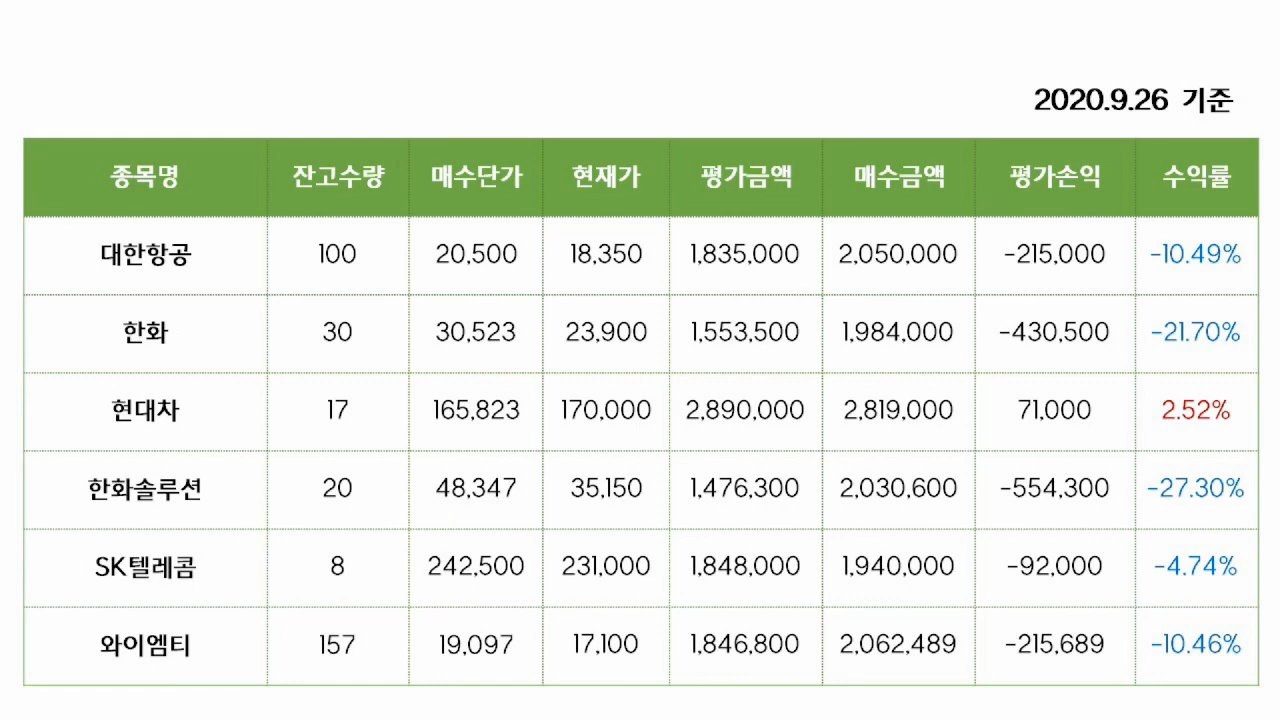 2020.9.26 기준
종목명 잔고수량 매수단가 현재가 평가금액 매수금액 평가손익 수익률
대한항공 100 20,500 18,350 1,835,000 2,050,000 -215,000 -10.49%
한화 30 30,523 23,900 1,553,500 1,984,000 -430,500 -21.70%
현대차 17 165,823 170,000 2,890,000 2,819,000 71,000 2.52%
한화솔루션 20 48,347 35,150 1,476,300 2,030,600 -554,300 -27.30%
SK텔레콤 8 242,500 231,000 1,848,000 1,940,000 -92,000 -4.74%
와이엠티 157 19,097 17,100 1,846,800 2,062,489 -215,689 -10.46%